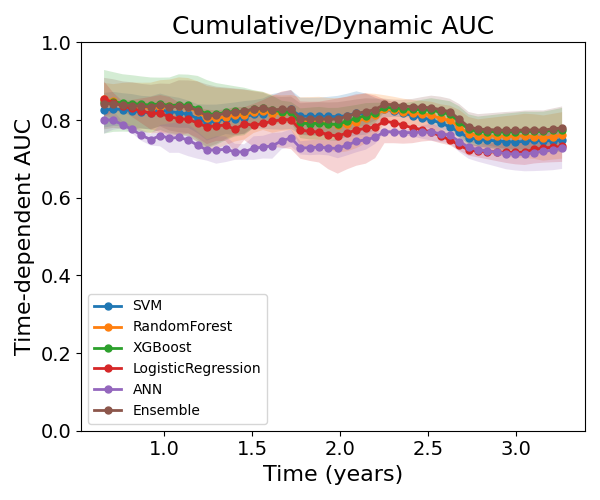 Cumulative/Dynamic AUC
Time-dependent AUC
1.0
0.8
0.6
0.4
0.2
0.0
SVM
RandomForest
XGBoost
LogisticRegression
ANN
Ensemble
1.0 1.5 2.0 2.5 3.0
Time (years)